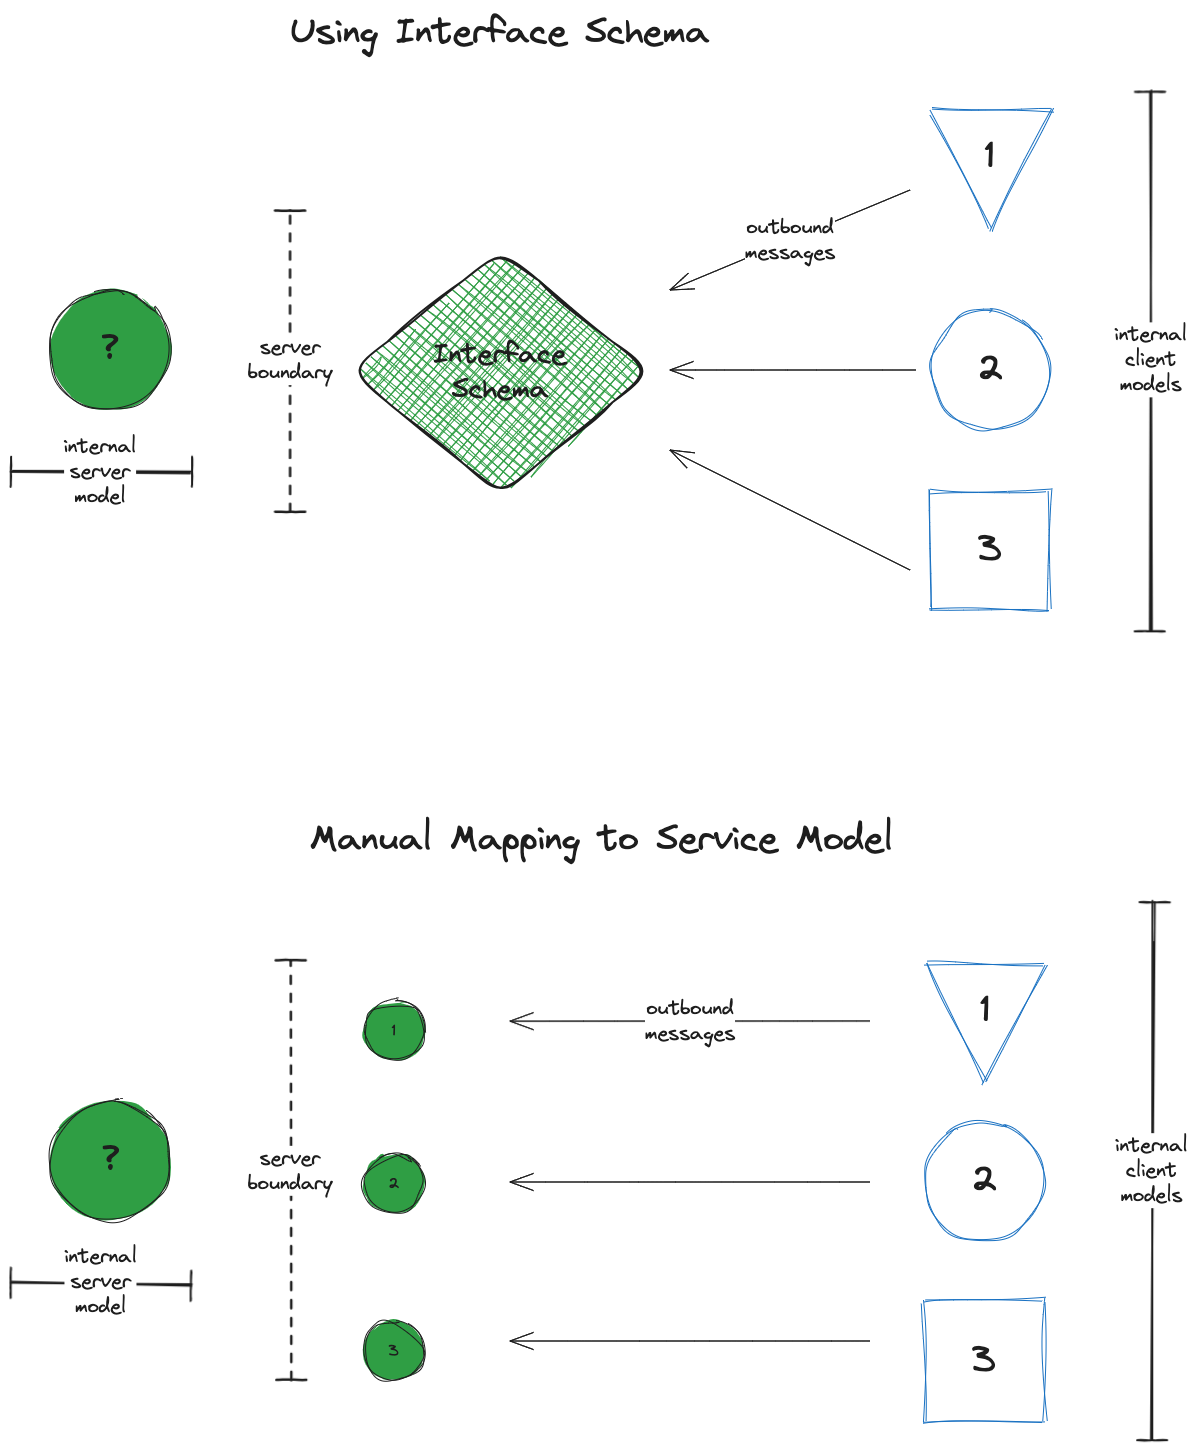 Using Interface Schema
1
outbound
messages
?
server
boundary
Interface
Schema
2
internal
client
models
internal
server
model
3
Manual Mapping to Service Model
1
outbound
messages
1
?
server
boundary
2
2
internal
client
models
internal
server
model
3
3